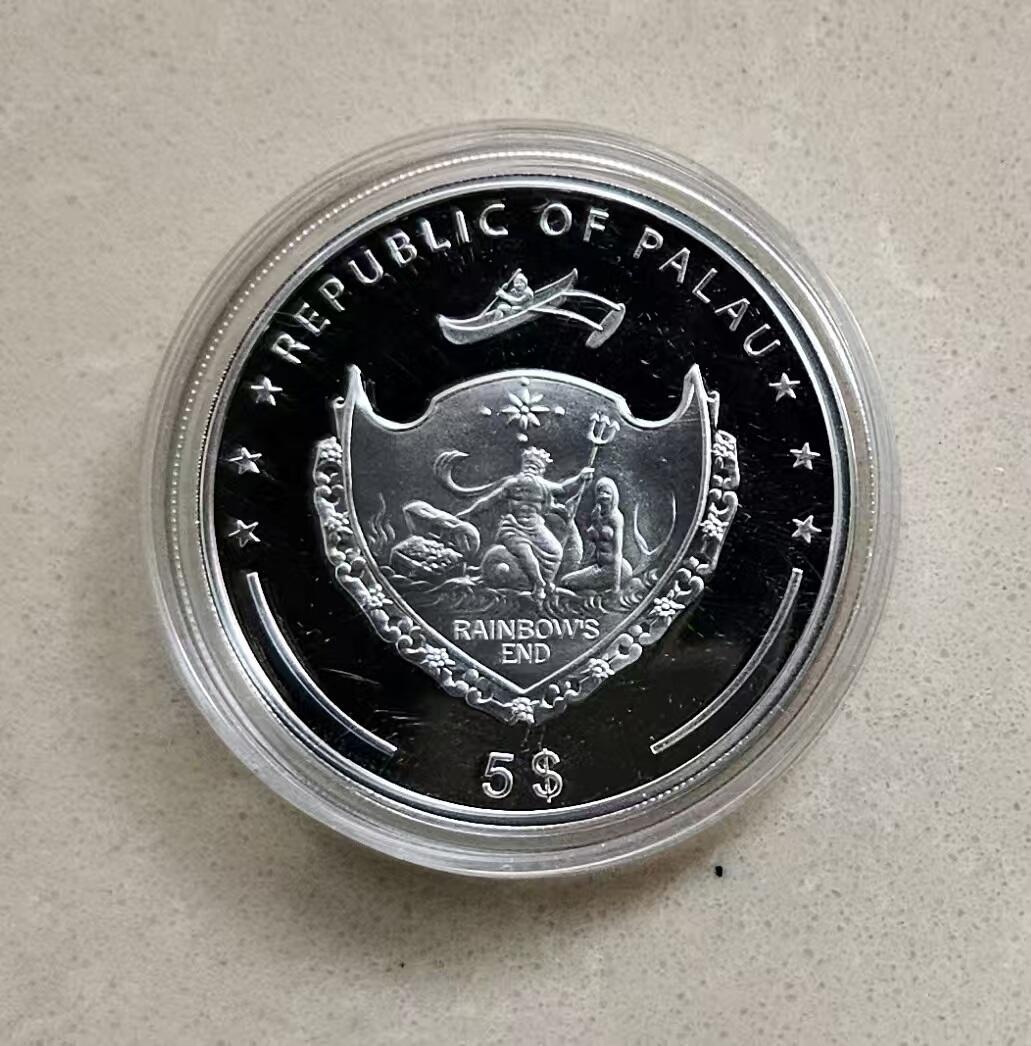 REPUBLIC OF PALAU
RAINBOW'S
END
5$